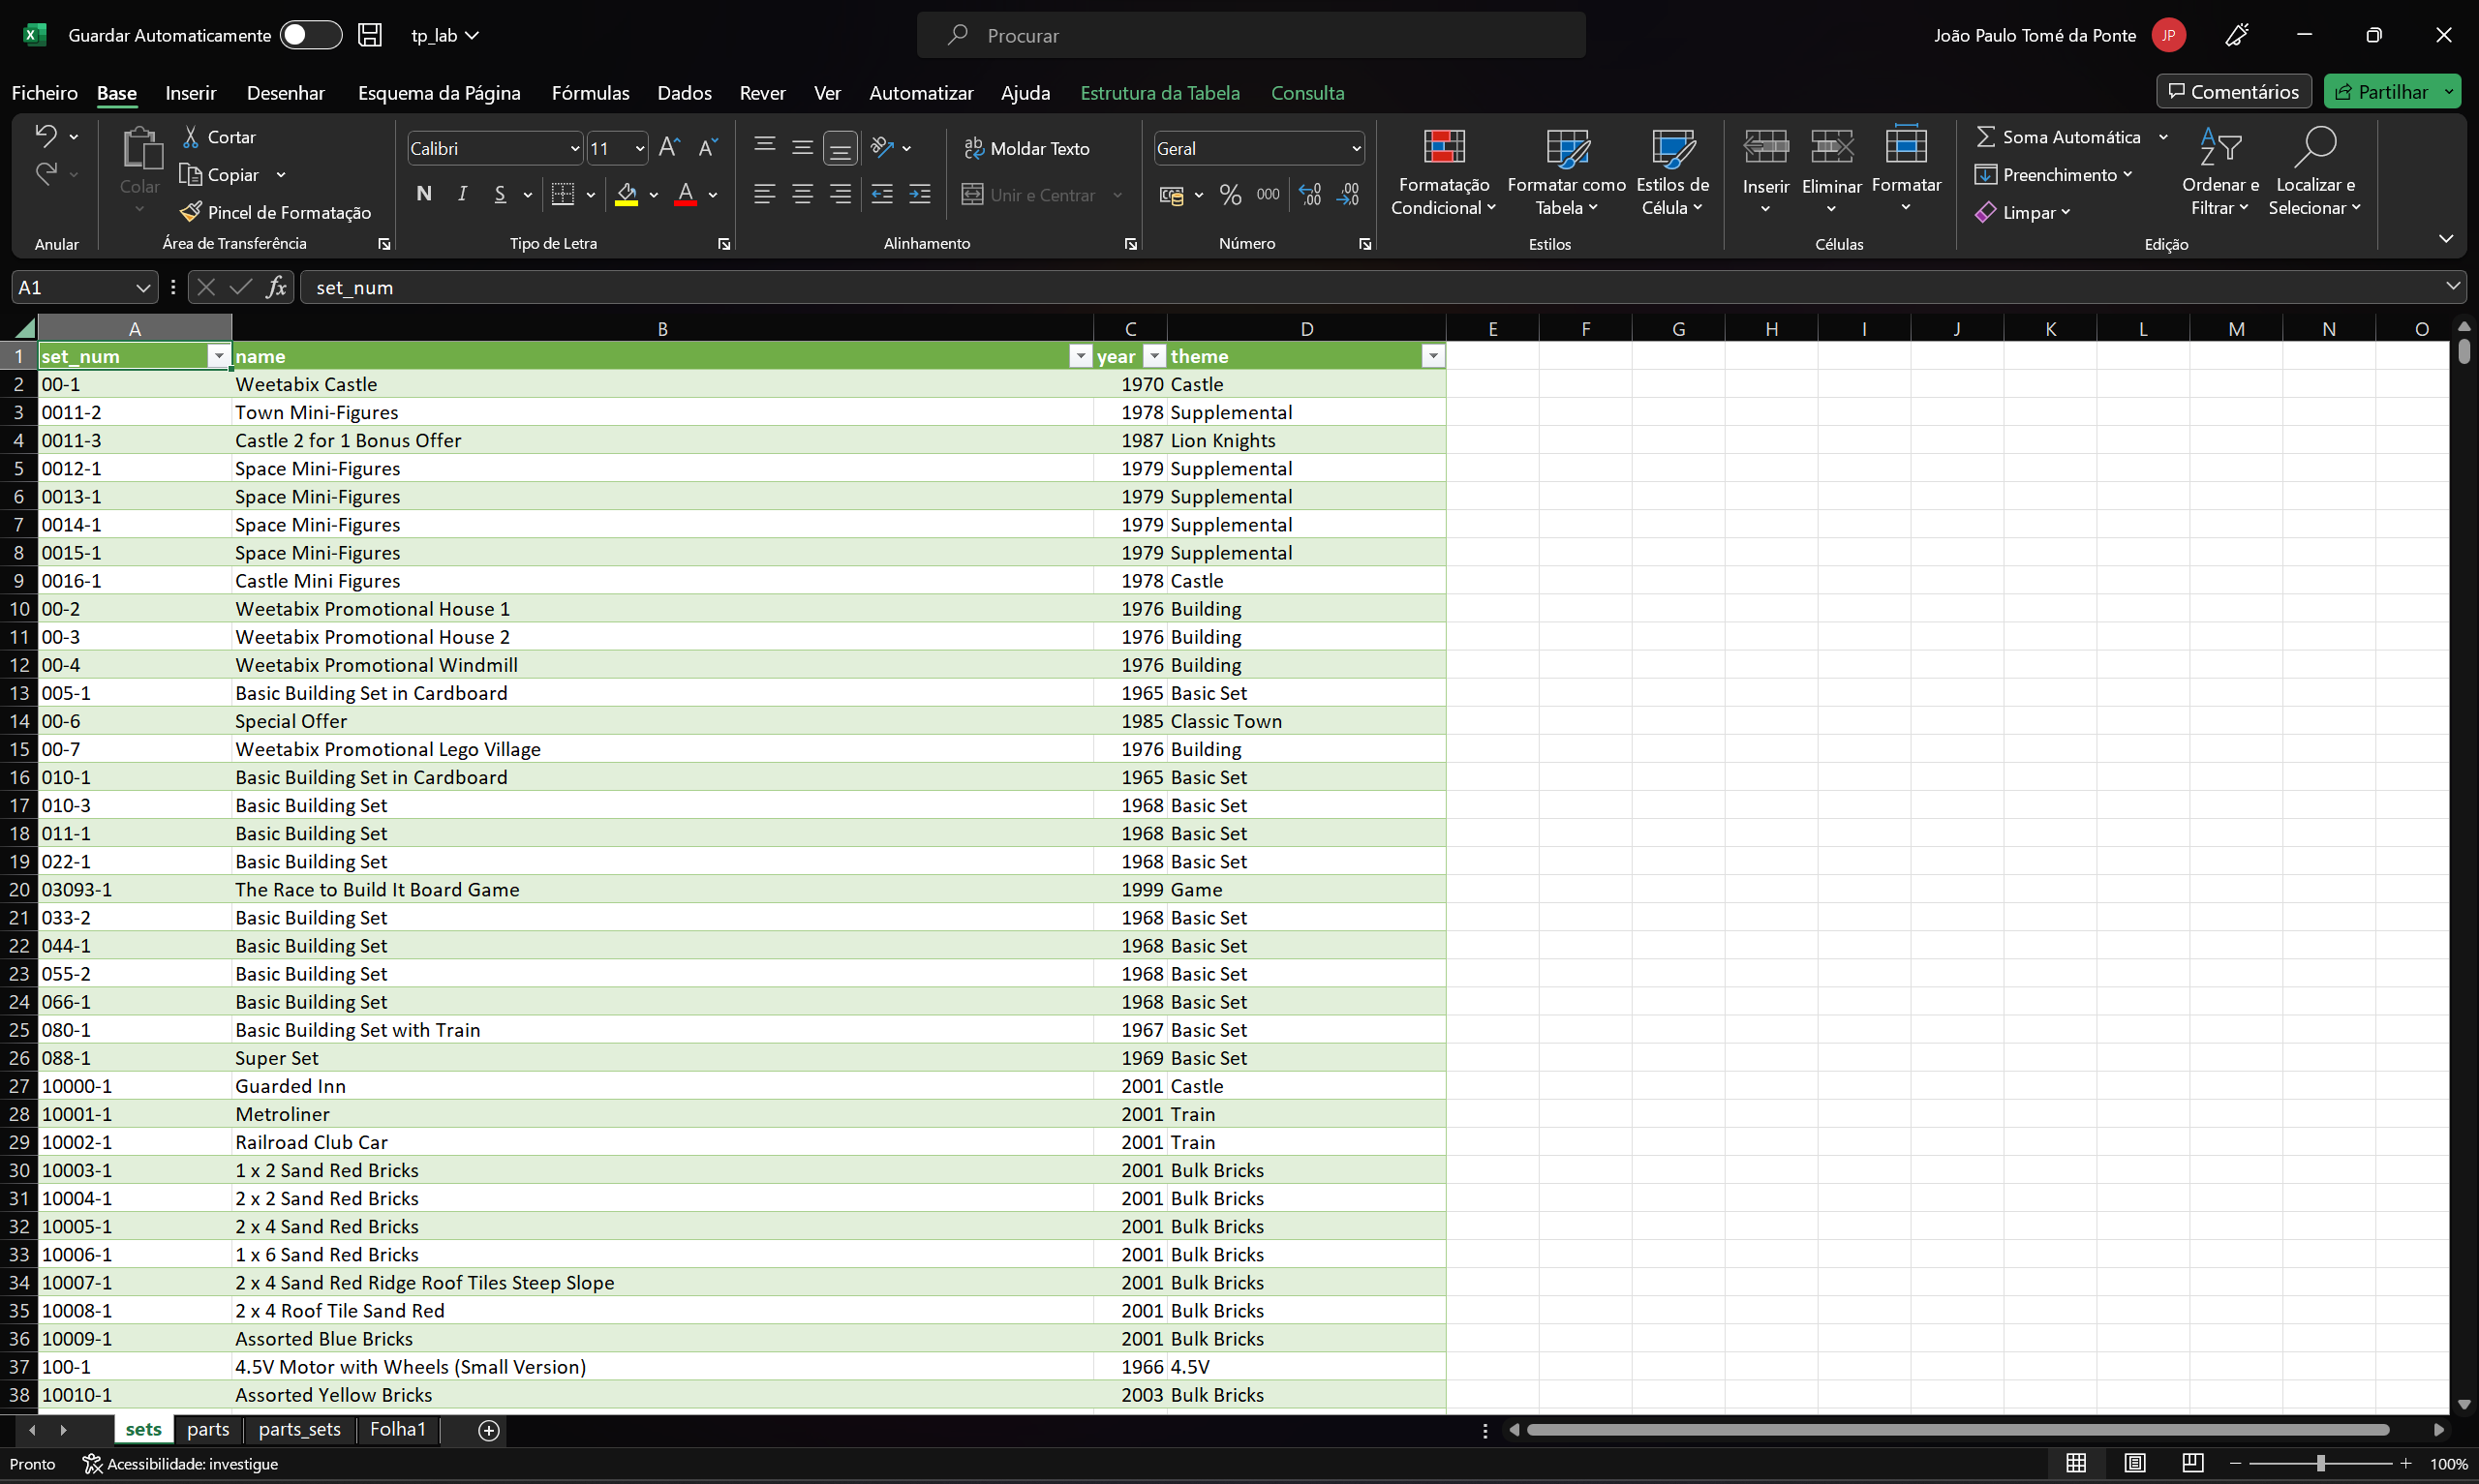 Guardar Automaticamente tp_lab Procurar João Paulo Tomé da Ponte JP
Ficheiro Base Inserir Desenhar Esquema da Página Fórmulas Dados Rever Ver Automatizar Ajuda Estrutura da Tabela Consulta Comentários Partilhar
Colar Cortar Copiar Pincel de Formatação
Calibri 11 N I S A
Moldar Texto Unir e Centrar
Geral % 000
Formatação Condicional Formatar como Tabela Estilos de Célula
Inserir Eliminar Formatar
Soma Automática Preenchimento Limpar
Ordenar e Filtrar Localizar e Selecionar
Anular Área de Transferência Tipo de Letra Alinhamento Número Estilos Células Edição
A1 fx set_num
A B C D E F G H I J K L M N O
1 set_num name year theme
2 00-1 Weetabix Castle 1970 Castle
3 0011-2 Town Mini-Figures 1978 Supplemental
4 0011-3 Castle 2 for 1 Bonus Offer 1987 Lion Knights
5 0012-1 Space Mini-Figures 1979 Supplemental
6 0013-1 Space Mini-Figures 1979 Supplemental
7 0014-1 Space Mini-Figures 1979 Supplemental
8 0015-1 Space Mini-Figures 1979 Supplemental
9 0016-1 Castle Mini Figures 1978 Castle
10 00-2 Weetabix Promotional House 1 1976 Building
11 00-3 Weetabix Promotional House 2 1976 Building
12 00-4 Weetabix Promotional Windmill 1976 Building
13 005-1 Basic Building Set in Cardboard 1965 Basic Set
14 00-6 Special Offer 1985 Classic Town
15 00-7 Weetabix Promotional Lego Village 1976 Building
16 010-1 Basic Building Set in Cardboard 1965 Basic Set
17 010-3 Basic Building Set 1968 Basic Set
18 011-1 Basic Building Set 1968 Basic Set
19 022-1 Basic Building Set 1968 Basic Set
20 03093-1 The Race to Build It Board Game 1999 Game
21 033-2 Basic Building Set 1968 Basic Set
22 044-1 Basic Building Set 1968 Basic Set
23 055-2 Basic Building Set 1968 Basic Set
24 066-1 Basic Building Set 1968 Basic Set
25 080-1 Basic Building Set with Train 1967 Basic Set
26 088-1 Super Set 1969 Basic Set
27 10000-1 Guarded Inn 2001 Castle
28 10001-1 Metroliner 2001 Train
29 10002-1 Railroad Club Car 2001 Train
30 10003-1 1 x 2 Sand Red Bricks 2001 Bulk Bricks
31 10004-1 2 x 2 Sand Red Bricks 2001 Bulk Bricks
32 10005-1 2 x 4 Sand Red Bricks 2001 Bulk Bricks
33 10006-1 1 x 6 Sand Red Bricks 2001 Bulk Bricks
34 10007-1 2 x 4 Sand Red Ridge Roof Tiles Steep Slope 2001 Bulk Bricks
35 10008-1 2 x 4 Roof Tile Sand Red 2001 Bulk Bricks
36 10009-1 Assorted Blue Bricks 2001 Bulk Bricks
37 100-1 4.5V Motor with Wheels (Small Version) 1966 4.5V
38 10010-1 Assorted Yellow Bricks 2003 Bulk Bricks
sets parts parts_sets Folha1
Pronto Acessibilidade: investigue 100%